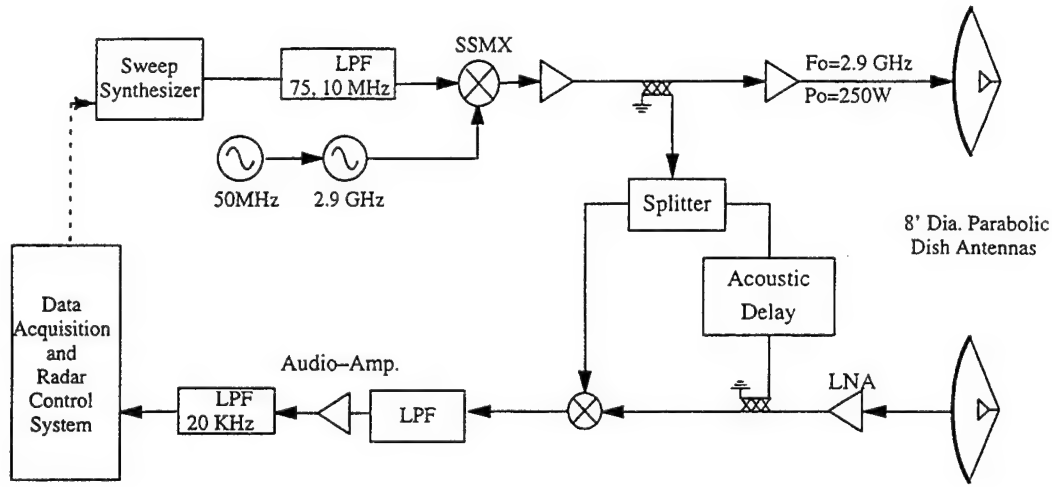 SSMX
Sweep
Synthesizer
LPF
75, 10 MHz
Fo=2.9 GHz
Po=250W
50MHz
2.9 GHz
Splitter
8' Dia. Parabolic
Dish Antennas
Acoustic
Delay
Data
Acquisition
and
Radar
Control
System
Audio–Amp.
LNA
LPF
20 KHz
LPF